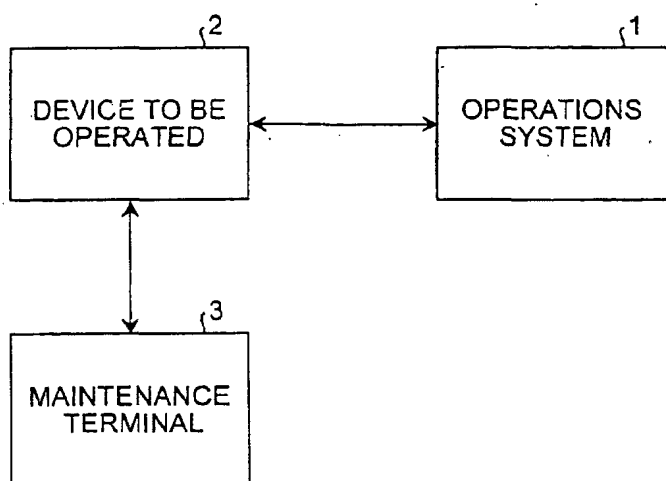 2
1
DEVICE TO BE
OPERATED
OPERATIONS
SYSTEM
3
MAINTENANCE
TERMINAL